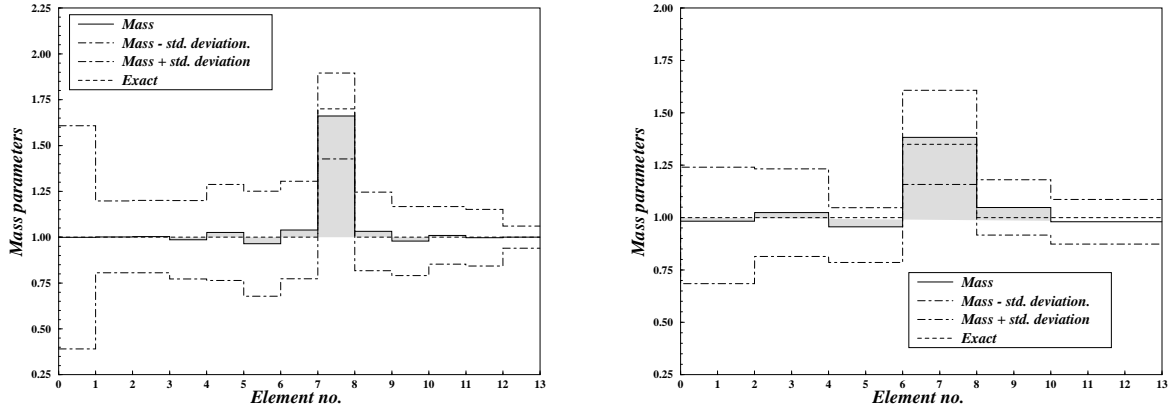 2.25
2.00
1.75
1.50
1.25
1.00
0.75
0.50
0.25
Mass parameters
Mass
Mass - std. deviation.
Mass + std. deviation
Exact
0 1 2 3 4 5 6 7 8 9 10 11 12 13
Element no.
2.00
1.75
1.50
1.25
1.00
0.75
0.50
0.25
Mass parameters
Mass
Mass - std. deviation.
Mass + std. deviation
Exact
0 1 2 3 4 5 6 7 8 9 10 11 12 13
Element no.